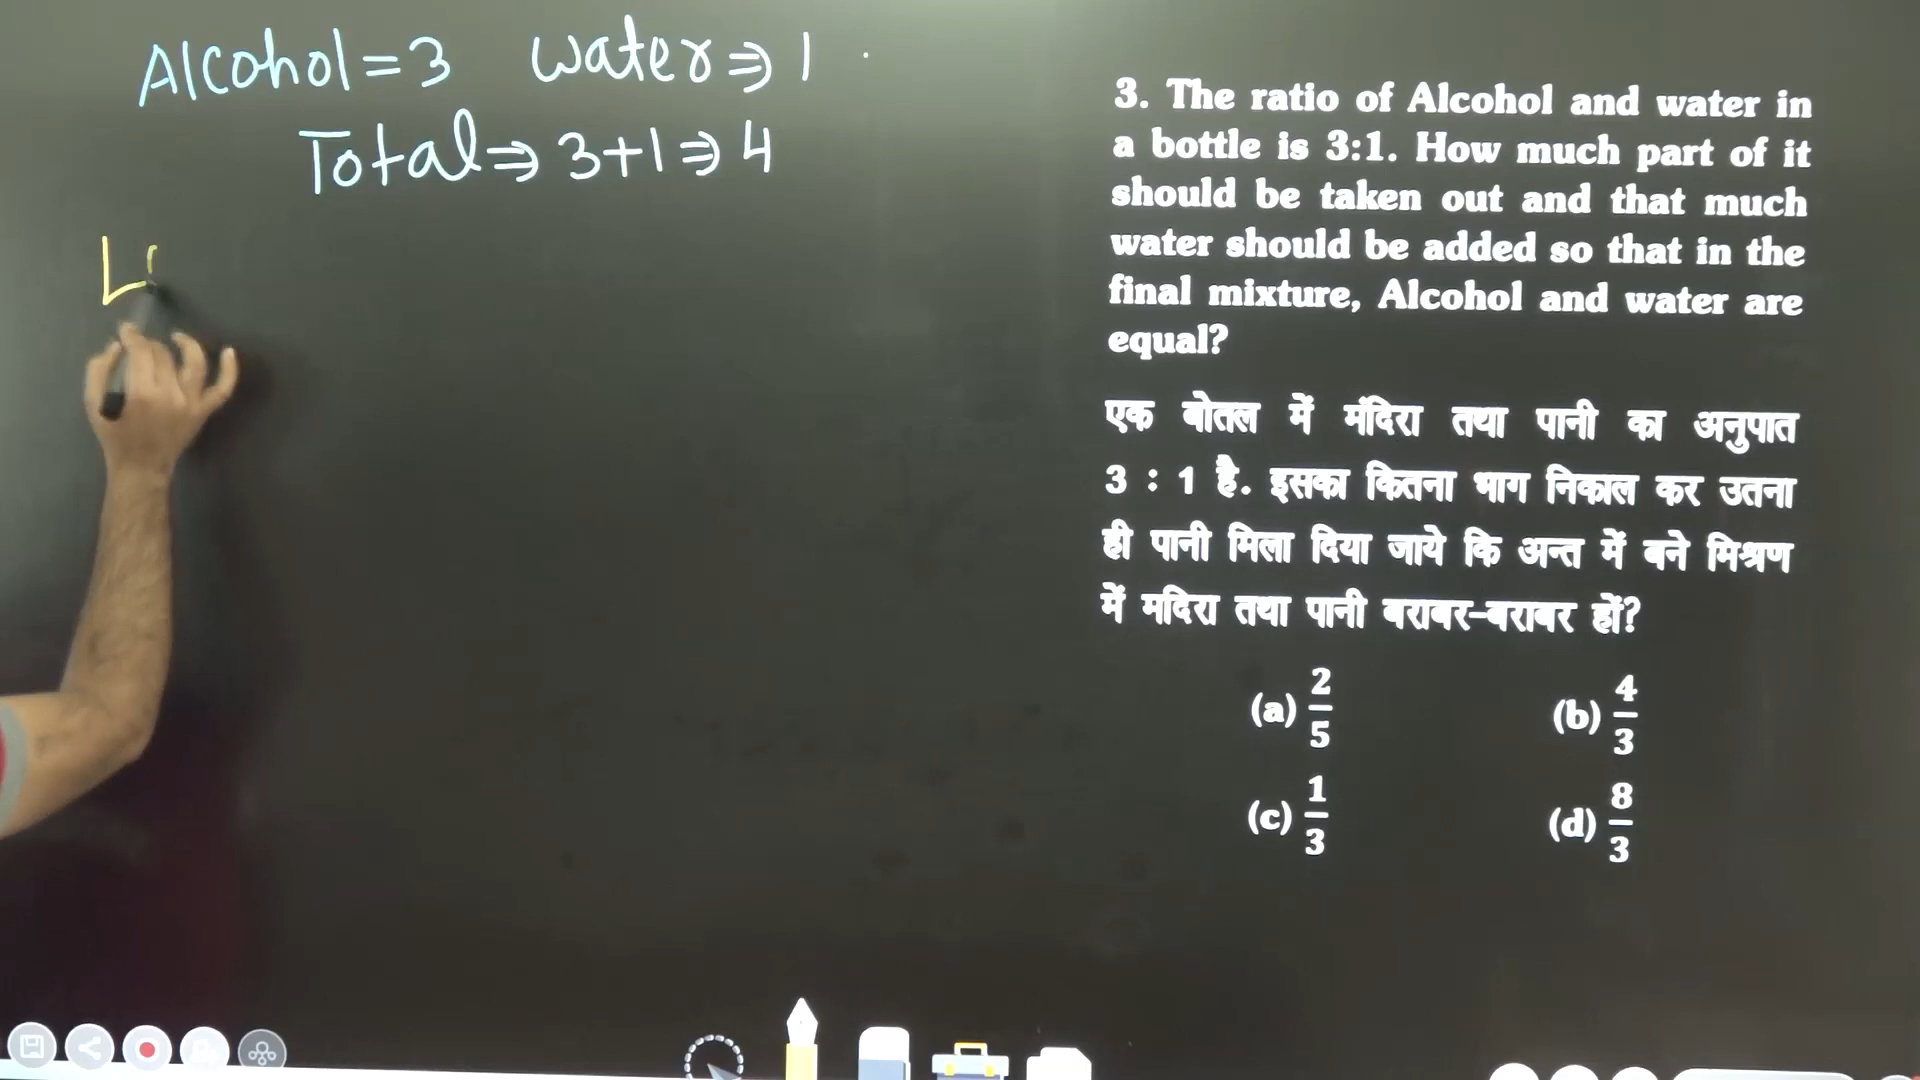 Alcohol = 3 water ⇒ 1
Total ⇒ 3+1 ⇒ 4
3. The ratio of Alcohol and water in
a bottle is 3:1. How much part of it
should be taken out and that much
water should be added so that in the
final mixture, Alcohol and water are
equal?
एक बोतल में मंदिरा तथा पानी का अनुपात
3 : 1 है. इसका कितना भाग निकाल कर उतना
ही पानी मिला दिया जाये कि अन्त में बने मिश्रण
में मदिरा तथा पानी बराबर-बराबर हों?
(a) 2/5 (b) 4/3
(c) 1/3 (d) 8/3